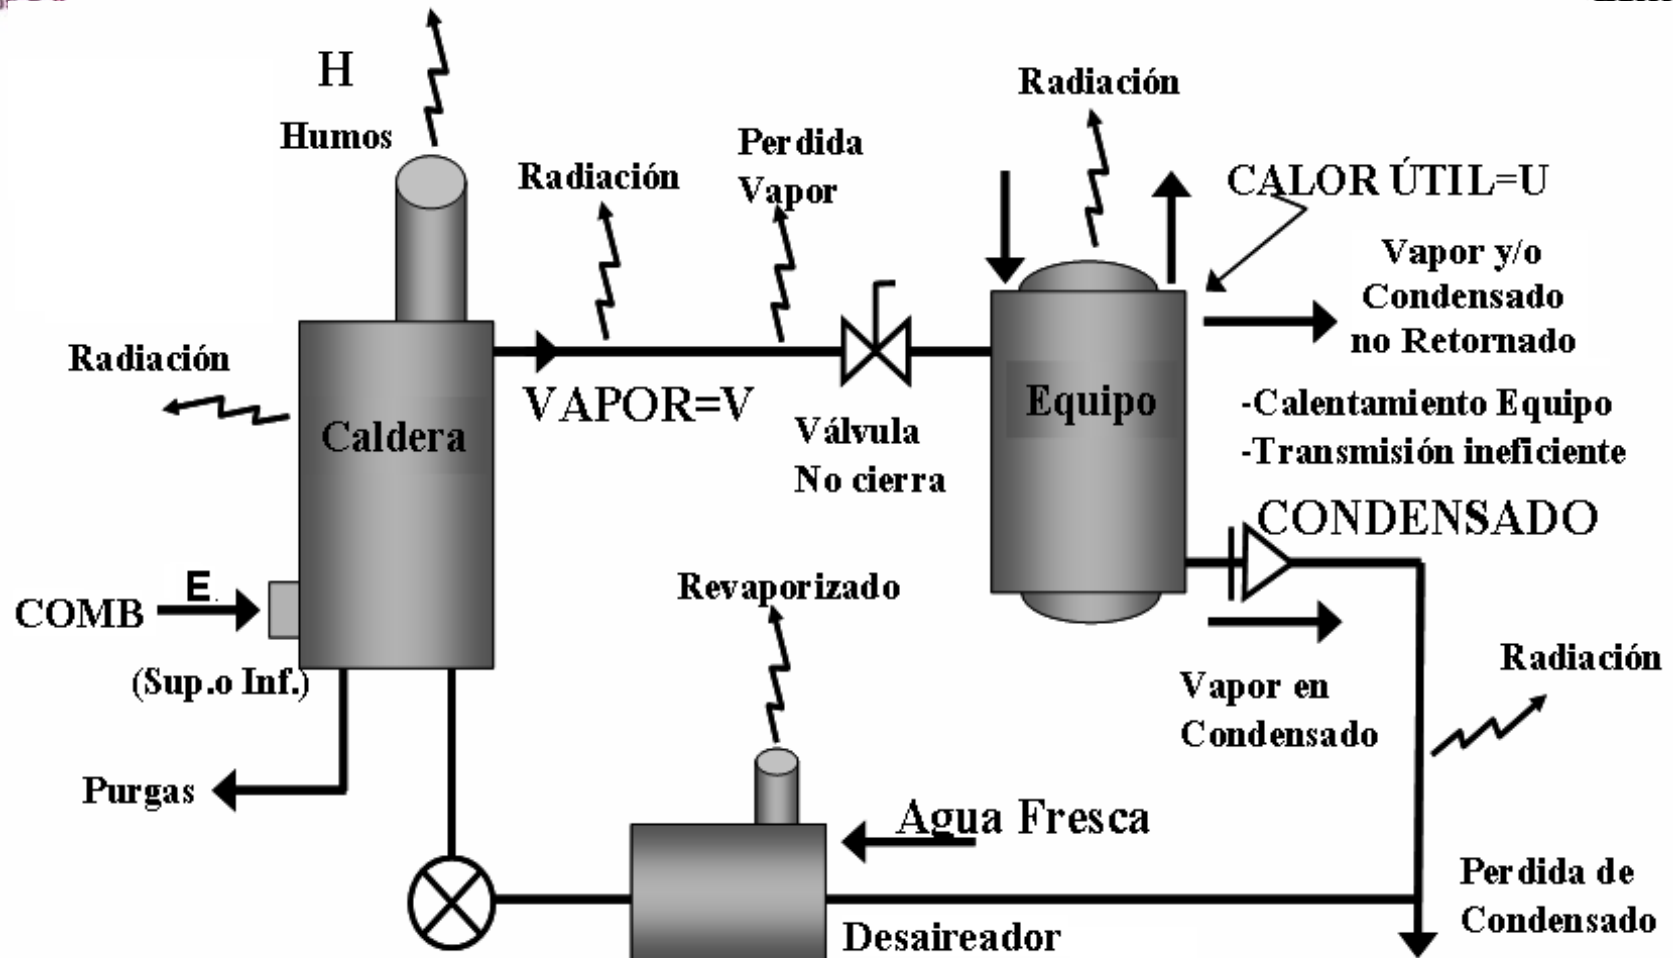 H
Humos
Radiación
Perdida
Vapor
Radiación
CALOR ÚTIL=U
Vapor y/o
Condensado
no Retornado
Radiación
VAPOR=V
Caldera
Válvula
No cierra
Equipo
-Calentamiento Equipo
-Transmisión ineficiente
CONDENSADO
COMB
E.
(Sup.o Inf.)
Revaporizado
Vapor en
Condensado
Radiación
Purgas
Agua Fresca
Desaireador
Perdida de
Condensado